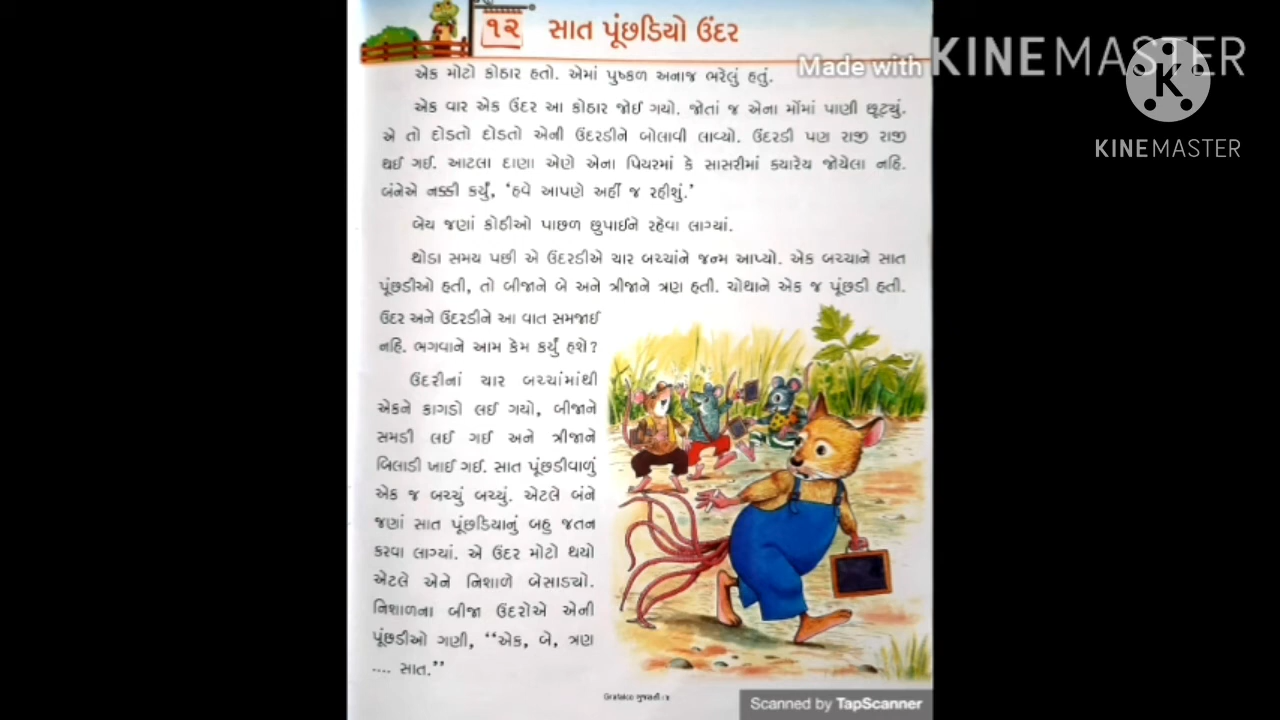 ૧૨ સાત પૂંછડિયો ઉંદર
એક મોટો કોઠાર હતો. એમાં પુષ્કળ અનાજ ભરેલું હતું.
એક વાર એક ઉંદર આ કોઠાર જોઈ ગયો. જોતાં જ એના મોંમાં પાણી છૂટ્યું.
એ તો દોડતો દોડતો એની ઉંદરડીને બોલાવી લાવ્યો. ઉંદરડી પણ રાજી રાજી
થઈ ગઈ. આટલા દાણા એણે એના પિયરમાં કે સાસરીમાં ક્યારેય જોયેલા નહિ.
બંનેએ નક્કી કર્યું, ‘હવે આપણે અહીં જ રહીશું.’
બેય જણાં કોઠીઓ પાછળ છુપાઈને રહેવા લાગ્યાં.
થોડા સમય પછી એ ઉંદરડીએ ચાર બચ્ચાંને જન્મ આપ્યો. એક બચ્ચાને સાત
પૂંછડીઓ હતી, તો બીજાને બે અને ત્રીજાને ત્રણ હતી. ચોથાને એક જ પૂંછડી હતી.
ઉંદર અને ઉંદરડીને આ વાત સમજાઈ
નહિ. ભગવાને આમ કેમ કર્યું હશે?
ઉંદરીનાં ચાર બચ્ચાંમાંથી
એકને કાગડો લઈ ગયો, બીજાને
સમડી લઈ ગઈ અને ત્રીજાને
બિલાડી ખાઈ ગઈ. સાત પૂંછડીવાળું
એક જ બચ્ચું બચ્યું. એટલે બંને
જણાં સાત પૂંછડિયાનું બહુ જતન
કરવા લાગ્યાં. એ ઉંદર મોટો થયો
એટલે એને નિશાળે બેસાડ્યો.
નિશાળના બીજા ઉંદરોએ એની
પૂંછડીઓ ગણી, “એક, બે, ત્રણ
.... સાત.”
Gratako ગુજરાતી : ૪
Scanned by TapScanner
Made with KINEMASTER
K
KINEMASTER